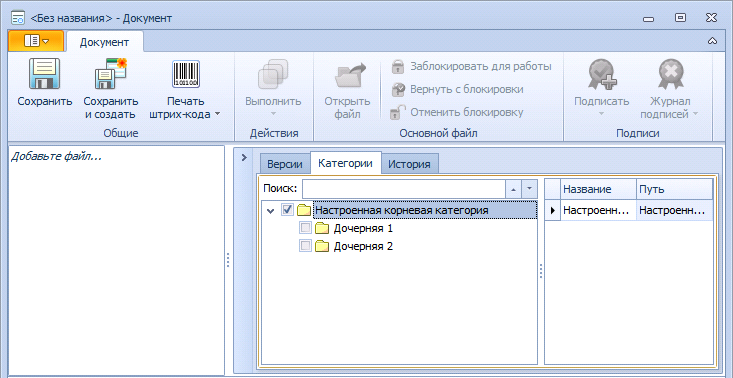 <Без названия> - Документ
Документ
Сохранить
Сохранить
и создать
Печать
штрих-кода
Общие
Выполнить
Действия
Открыть
файл
Заблокировать для работы
Вернуть с блокировки
Отменить блокировку
Основной файл
Подписать
Журнал
подписей
Подписи
Добавьте файл...
Версии Категории История
Поиск:
Настроенная корневая категория
Дочерняя 1
Дочерняя 2
Название Путь
Настроенн... Настроенн...